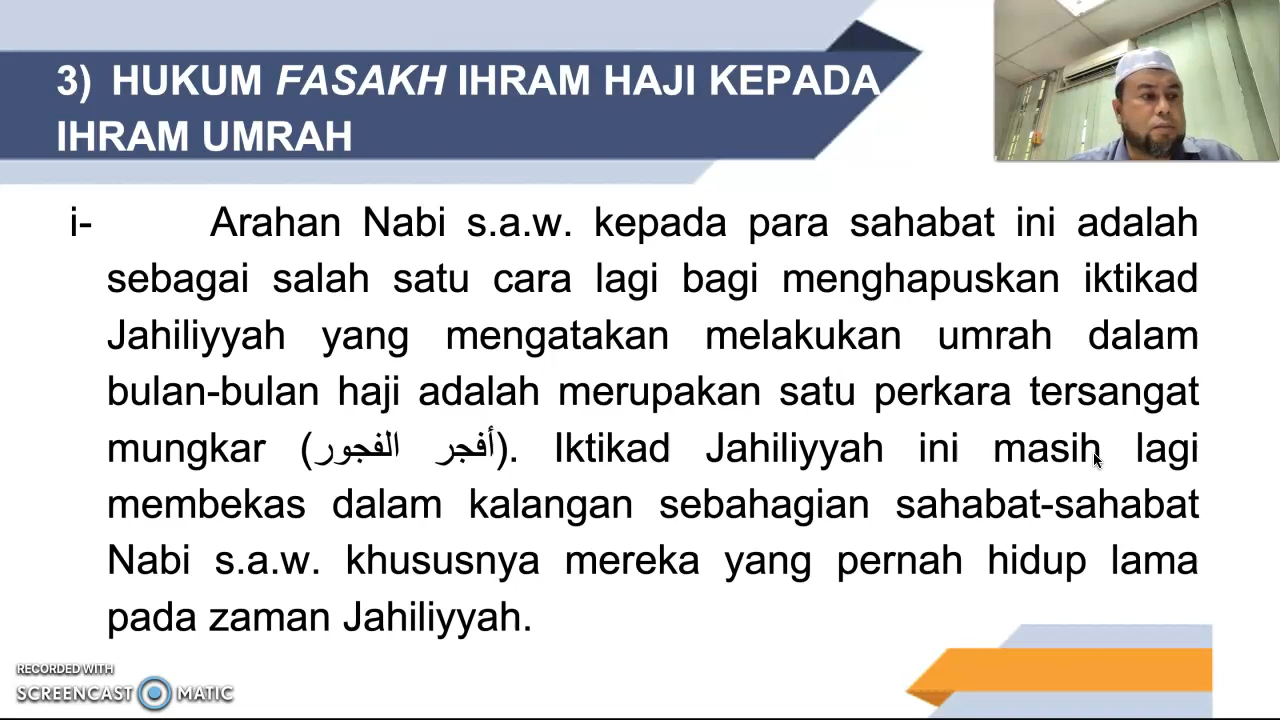 3) HUKUM FASAKH IHRAM HAJI KEPADA
IHRAM UMRAH
i- Arahan Nabi s.a.w. kepada para sahabat ini adalah
sebagai salah satu cara lagi bagi menghapuskan iktikad
Jahiliyyah yang mengatakan melakukan umrah dalam
bulan-bulan haji adalah merupakan satu perkara tersangat
mungkar (أفجر الفجور). Iktikad Jahiliyyah ini masih lagi
membekas dalam kalangan sebahagian sahabat-sahabat
Nabi s.a.w. khususnya mereka yang pernah hidup lama
pada zaman Jahiliyyah.
RECORDED WITH
SCREENCAST MATIC